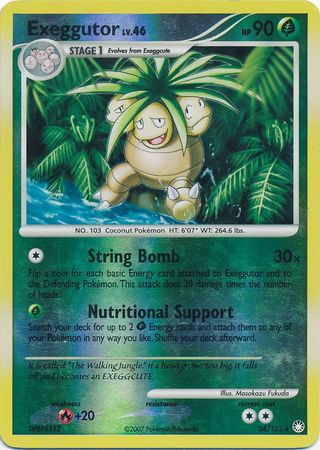 Exeggutor LV.46 HP 90
STAGE 1 Evolves from Exeggcute
NO. 103 Coconut Pokémon HT: 6'07" WT: 264.6 lbs.
String Bomb 30×
Flip a coin for each basic Energy card attached to Exeggutor and to
the Defending Pokémon. This attack does 30 damage times the number
of heads.
Nutritional Support
Search your deck for up to 2 Energy cards and attach them to any of
your Pokémon in any way you like. Shuffle your deck afterward.
It is called "The Walking Jungle." If a head grow too big, it falls
off and becomes an EXEGGCUTE.
Illus. Masakazu Fukuda
weakness resistance retreat cost
+20
24/123 ★
©2007 Pokémon/Nintendo